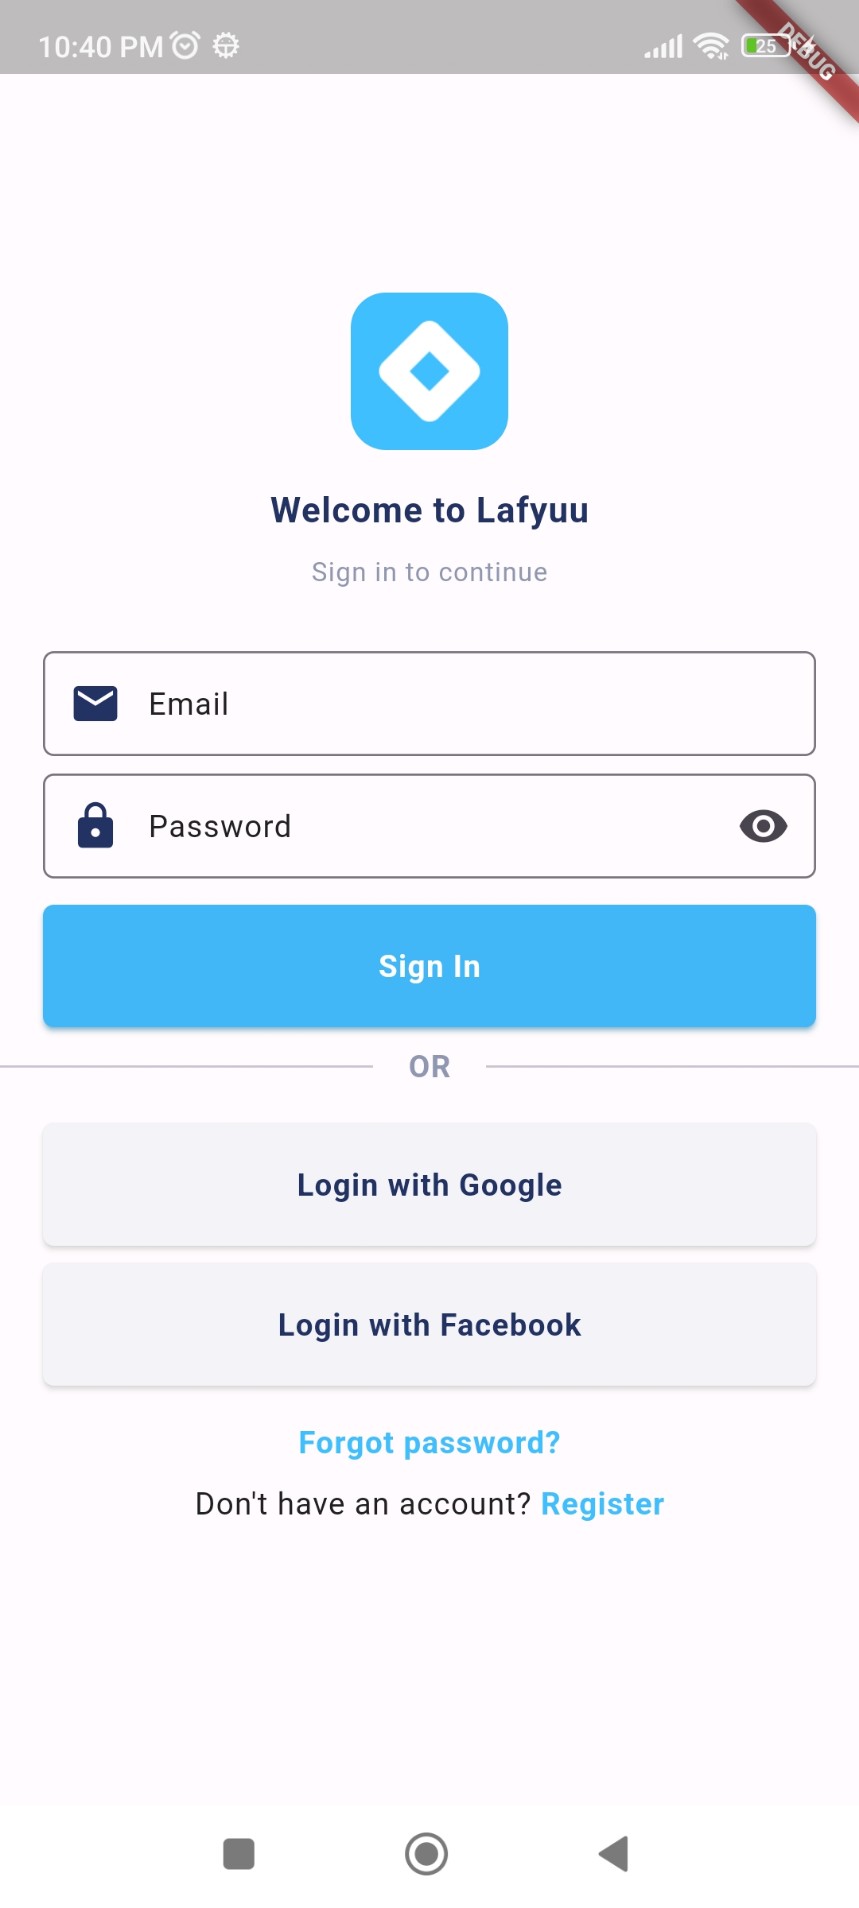 10:40 PM
25
DEBUG
Welcome to Lafyuu
Sign in to continue
Email
Password
Sign In
OR
Login with Google
Login with Facebook
Forgot password?
Don't have an account? Register